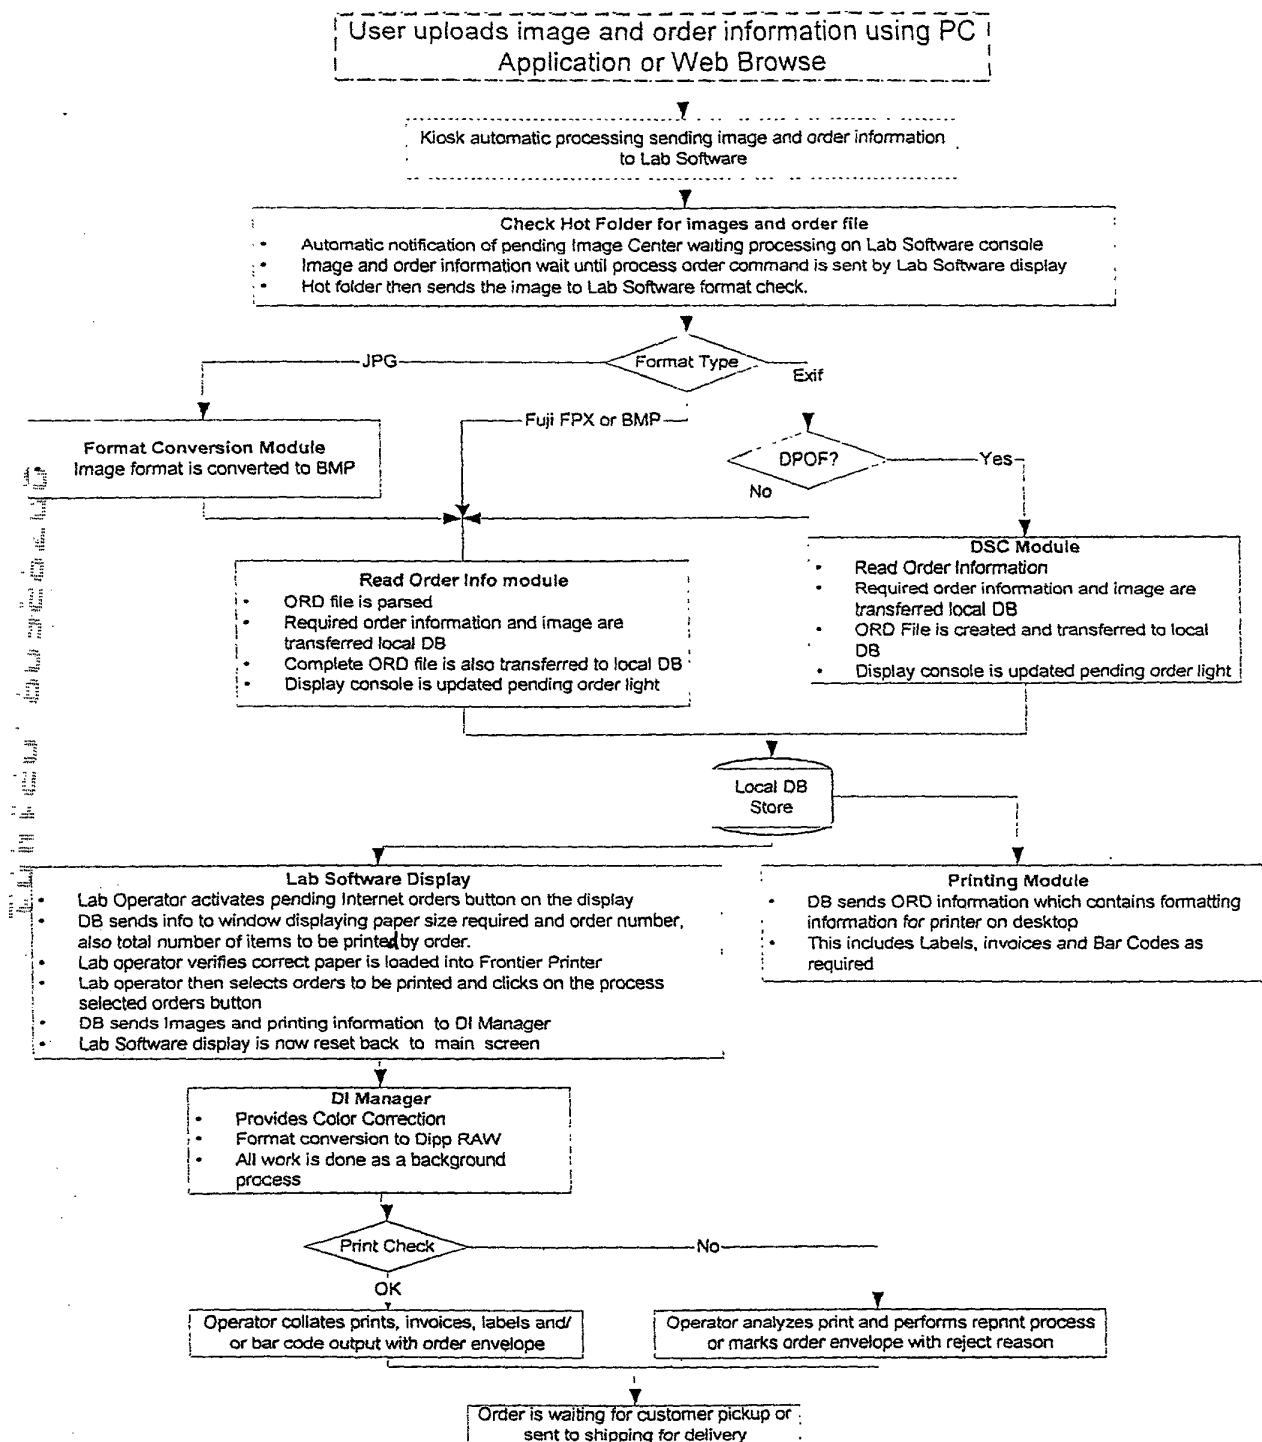 User uploads image and order information using PC
Application or Web Browse
Kiosk automatic processing sending image and order information
to Lab Software
Check Hot Folder for images and order file
• Automatic notification of pending Image Center waiting processing on Lab Software console
• Image and order information wait until process order command is sent by Lab Software display
• Hot folder then sends the image to Lab Software format check.
Format Type
JPG
Exif
Fuji FPX or BMP
Format Conversion Module
Image format is converted to BMP
DPOF?
Yes
No
DSC Module
• Read Order Information
• Required order information and image are
transferred local DB
• ORD File is created and transferred to local
DB
• Display console is updated pending order light
Read Order Info module
• ORD file is parsed
• Required order information and image are
transferred local DB
• Complete ORD file is also transferred to local DB
• Display console is updated pending order light
Local DB
Store
Lab Software Display
• Lab Operator activates pending Internet orders button on the display
• DB sends info to window displaying paper size required and order number,
also total number of items to be printed by order.
• Lab operator verifies correct paper is loaded into Frontier Printer
• Lab operator then selects orders to be printed and clicks on the process
selected orders button
• DB sends Images and printing information to DI Manager
• Lab Software display is now reset back to main screen
Printing Module
• DB sends ORD information which contains formatting
information for printer on desktop
• This includes Labels, invoices and Bar Codes as
required
DI Manager
• Provides Color Correction
• Format conversion to Dipp RAW
• All work is done as a background
process
Print Check
No
OK
Operator collates prints, invoices, labels and/
or bar code output with order envelope
Operator analyzes print and performs reprint process
or marks order envelope with reject reason
Order is waiting for customer pickup or
sent to shipping for delivery